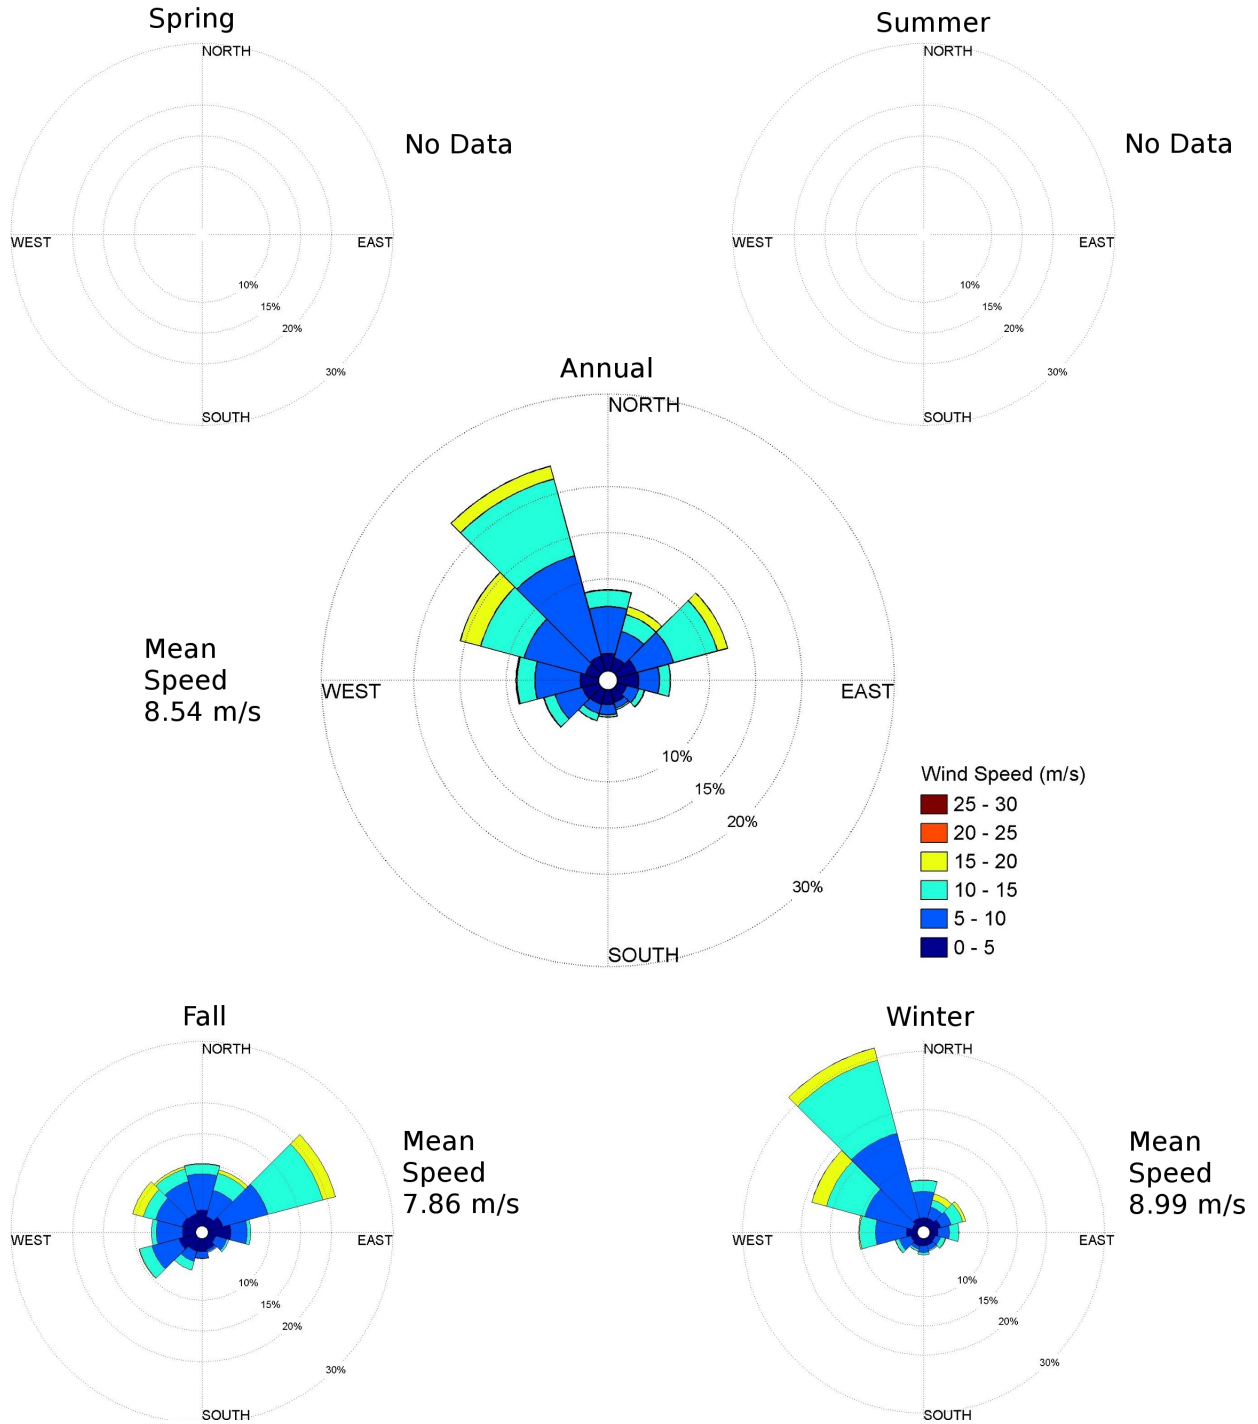 Spring
NORTH
No Data
WEST
EAST
10%
15%
20%
30%
SOUTH
Summer
NORTH
No Data
WEST
EAST
10%
15%
20%
30%
SOUTH
Annual
NORTH
Mean
Speed
8.54 m/s
WEST
EAST
10%
15%
20%
30%
SOUTH
Wind Speed (m/s)
25 - 30
20 - 25
15 - 20
10 - 15
5 - 10
0 - 5
Fall
NORTH
Mean
Speed
7.86 m/s
WEST
EAST
10%
15%
20%
30%
SOUTH
Winter
NORTH
Mean
Speed
8.99 m/s
WEST
EAST
10%
15%
20%
30%
SOUTH